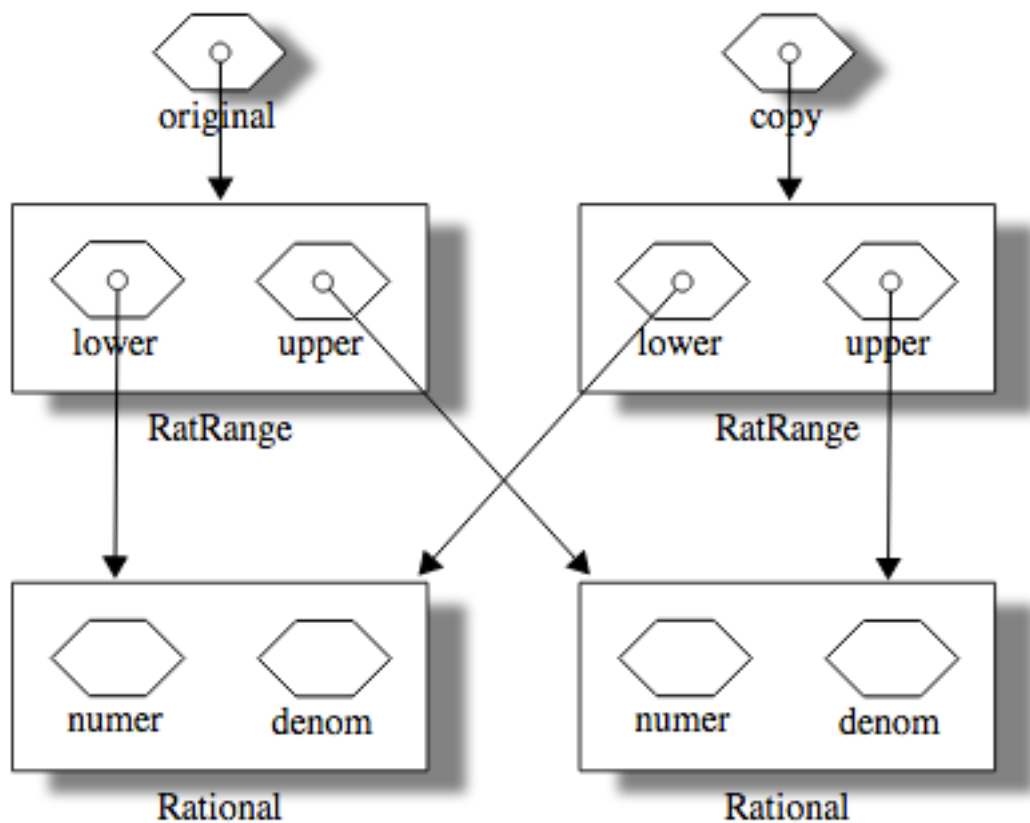 original copy
lower upper lower upper
RatRange RatRange
numer denom numer denom
Rational Rational